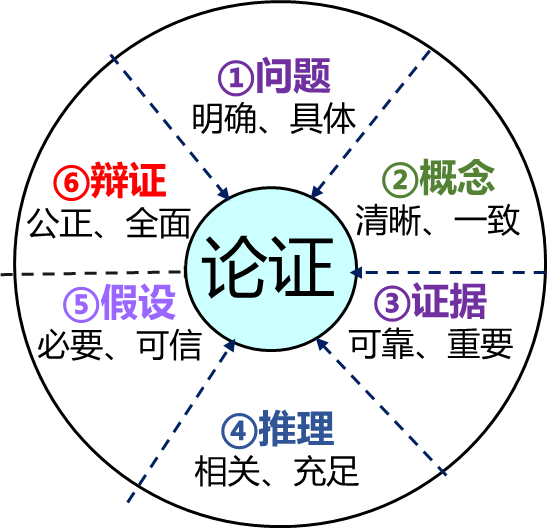 ①问题
明确、具体
②概念
清晰、一致
③证据
可靠、重要
④推理
相关、充足
⑤假设
必要、可信
⑥辩证
公正、全面
论证